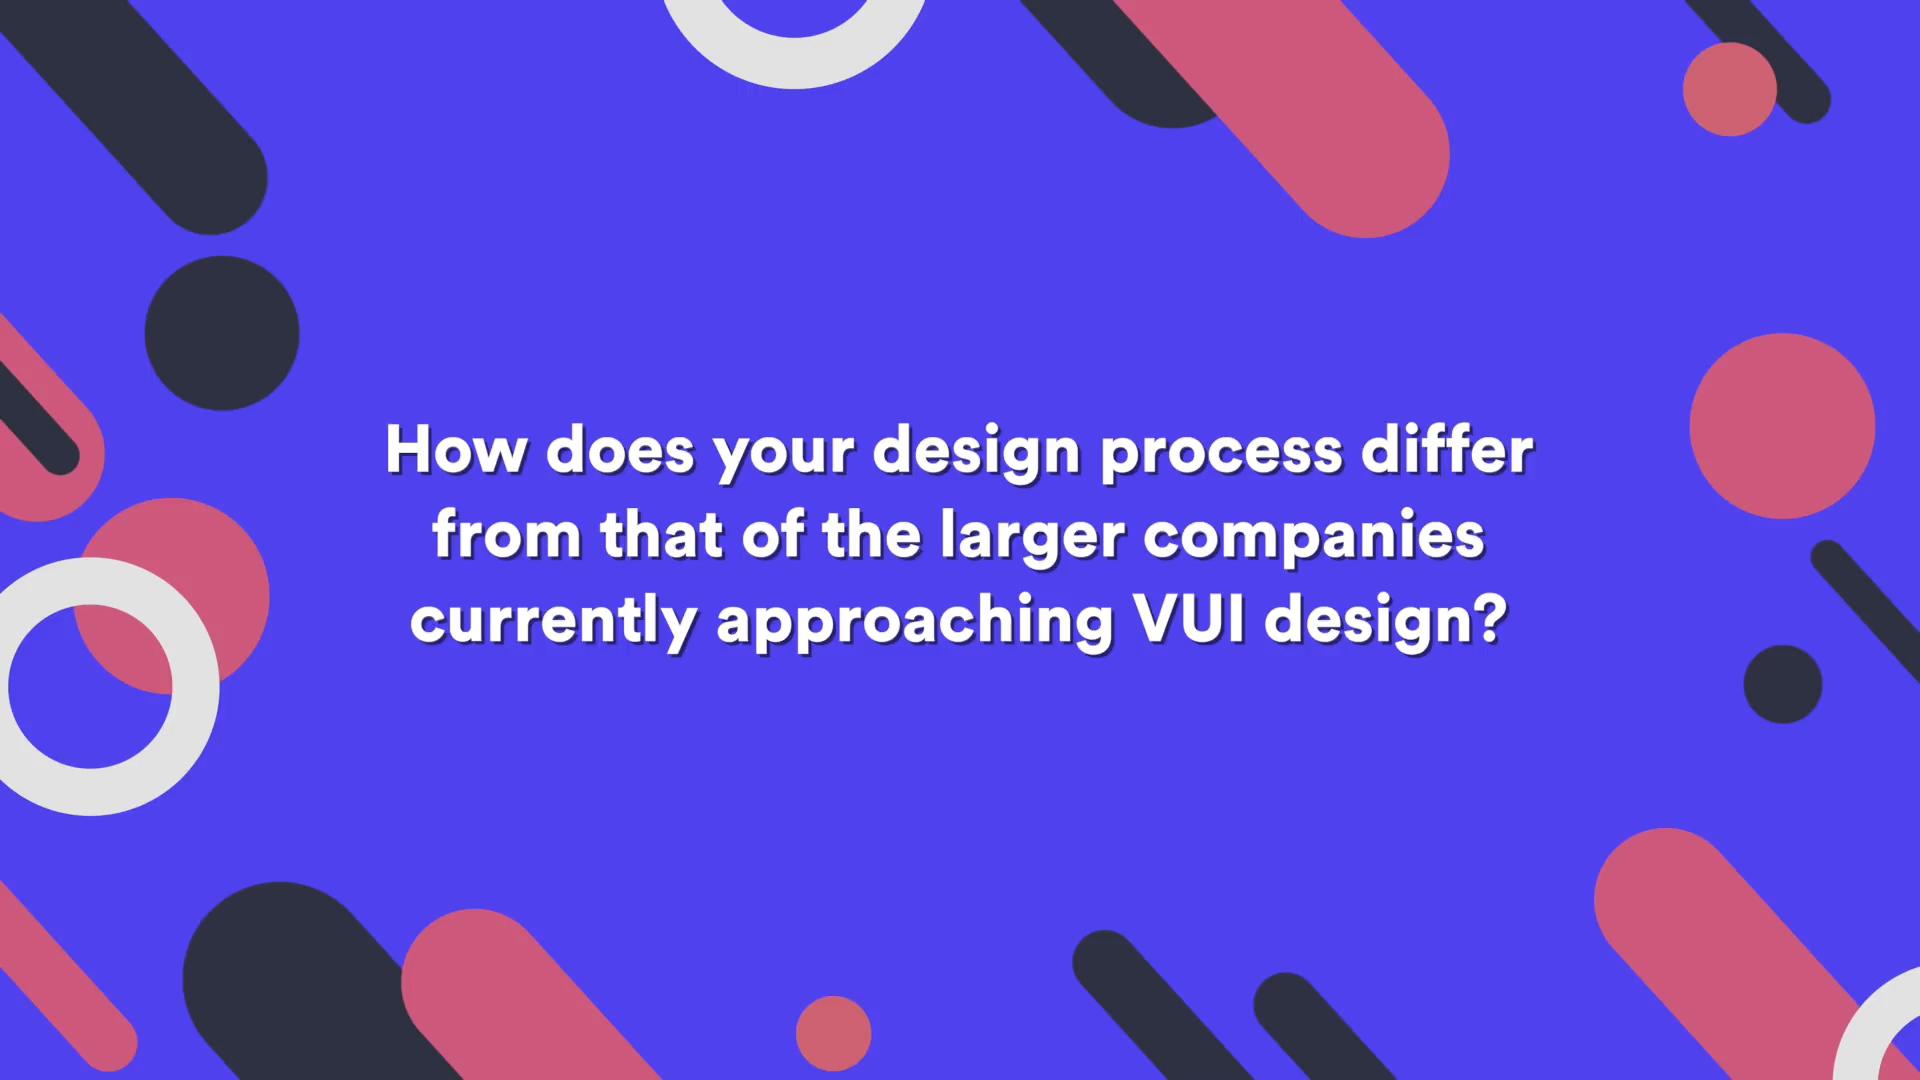 How does your design process differ
from that of the larger companies
currently approaching VUI design?